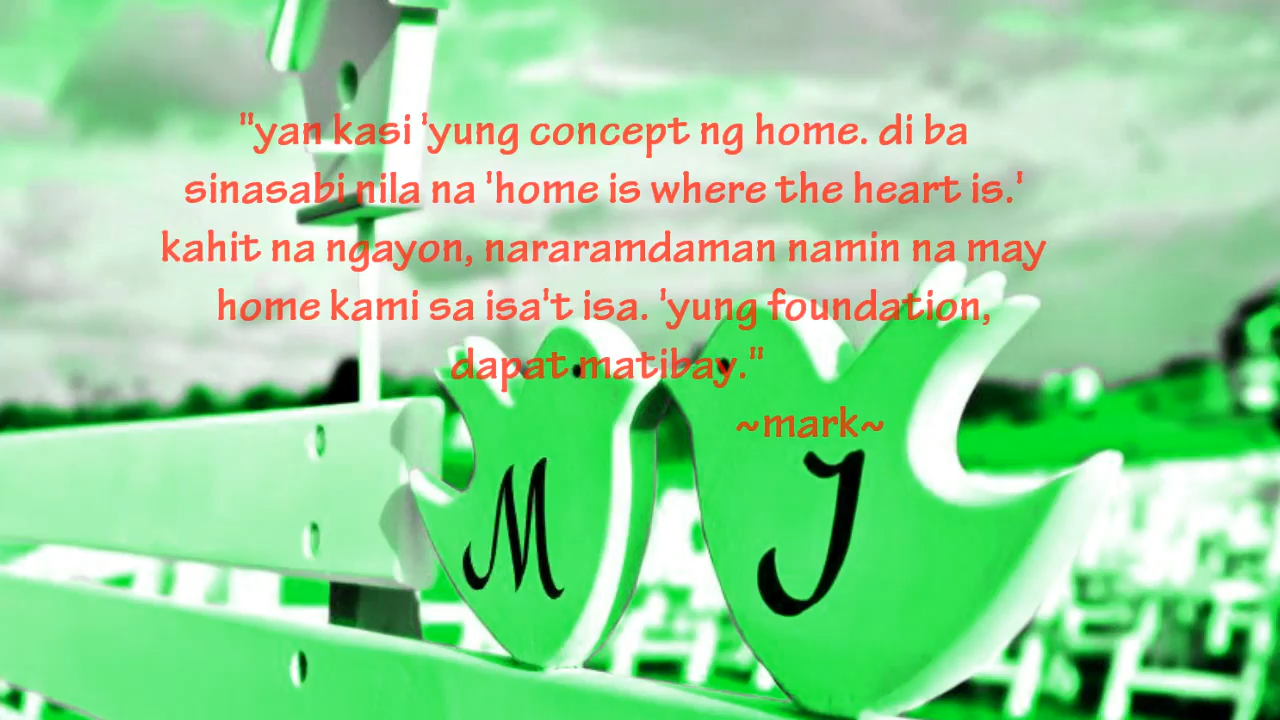 "yan kasi 'yung concept ng home. di ba
sinasabi nila na 'home is where the heart is.'
kahit na ngayon, nararamdaman namin na may
home kami sa isa't isa. 'yung foundation,
dapat matibay."
~mark~
M J